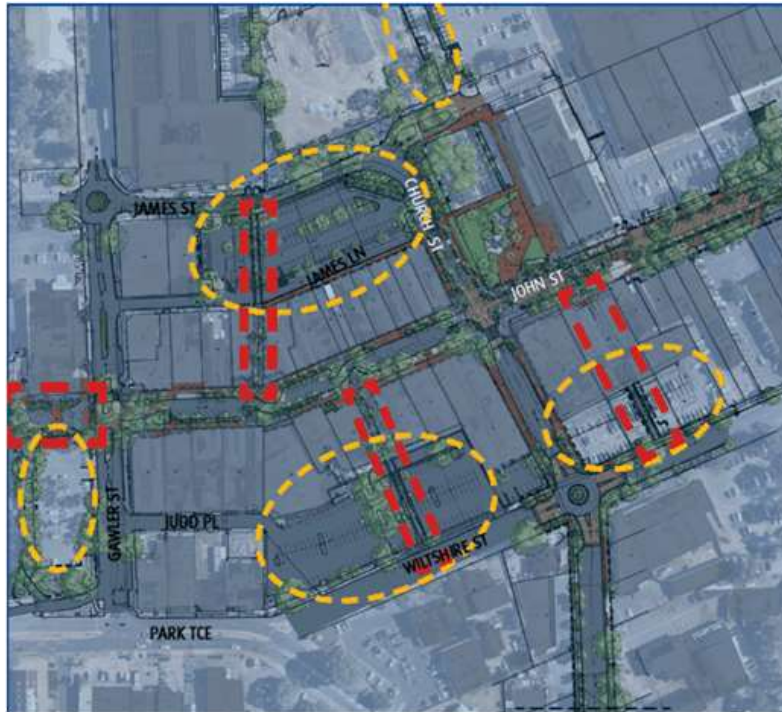 JAMES ST
CHURCH ST
JAMES LN
JOHN ST
GAWLER ST
JUDD PL
WILTSHIRE ST
PARK TCE